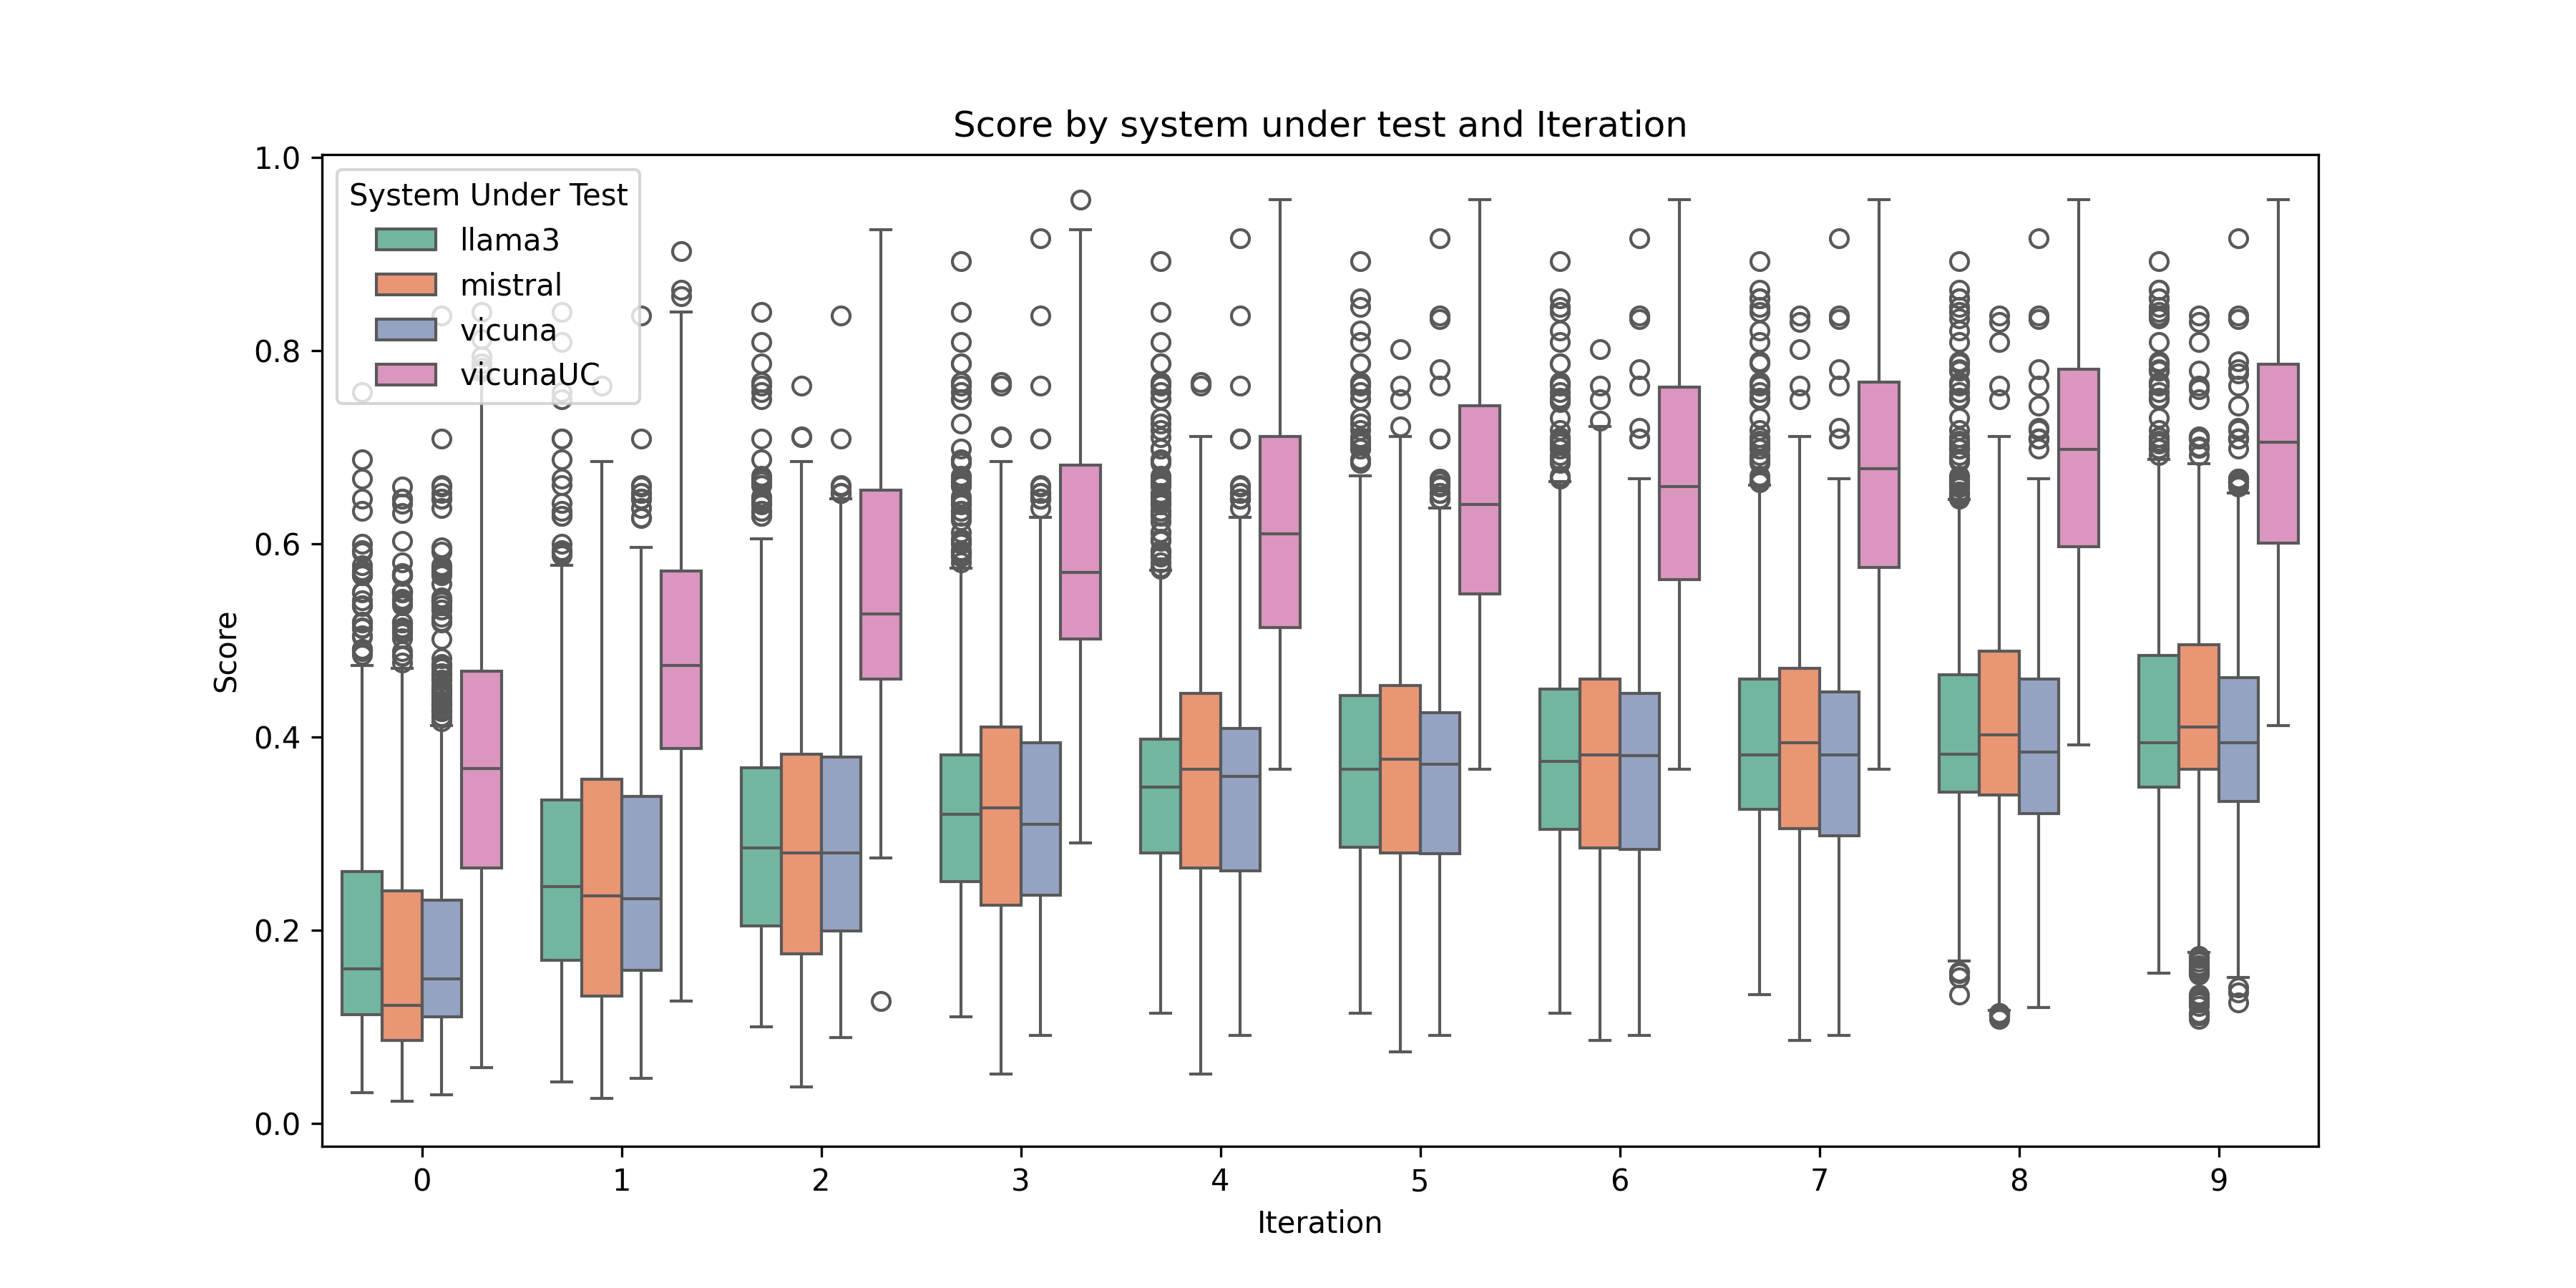 Score by system under test and Iteration
System Under Test
llama3
mistral
vicuna
vicunaUC
1.0
0.8
0.6
0.4
0.2
0.0
Score
0 1 2 3 4 5 6 7 8 9
Iteration